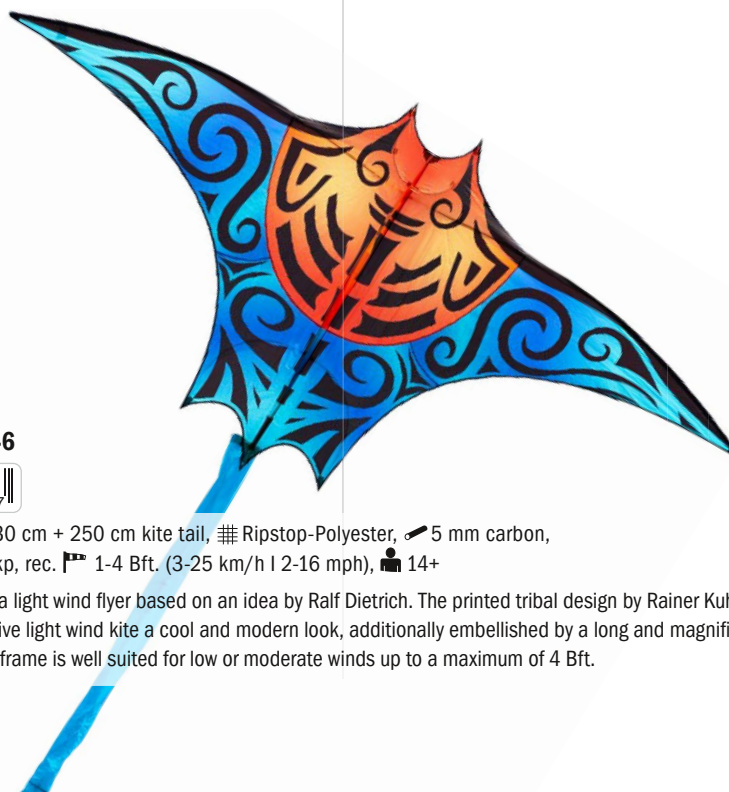 -6
7
30 cm + 250 cm kite tail, Ripstop-Polyester, 5 mm carbon,
kp, rec. 1-4 Bft. (3-25 km/h I 2-16 mph), 14+
a light wind flyer based on an idea by Ralf Dietrich. The printed tribal design by Rainer Kuh
ive light wind kite a cool and modern look, additionally embellished by a long and magnifi
frame is well suited for low or moderate winds up to a maximum of 4 Bft.